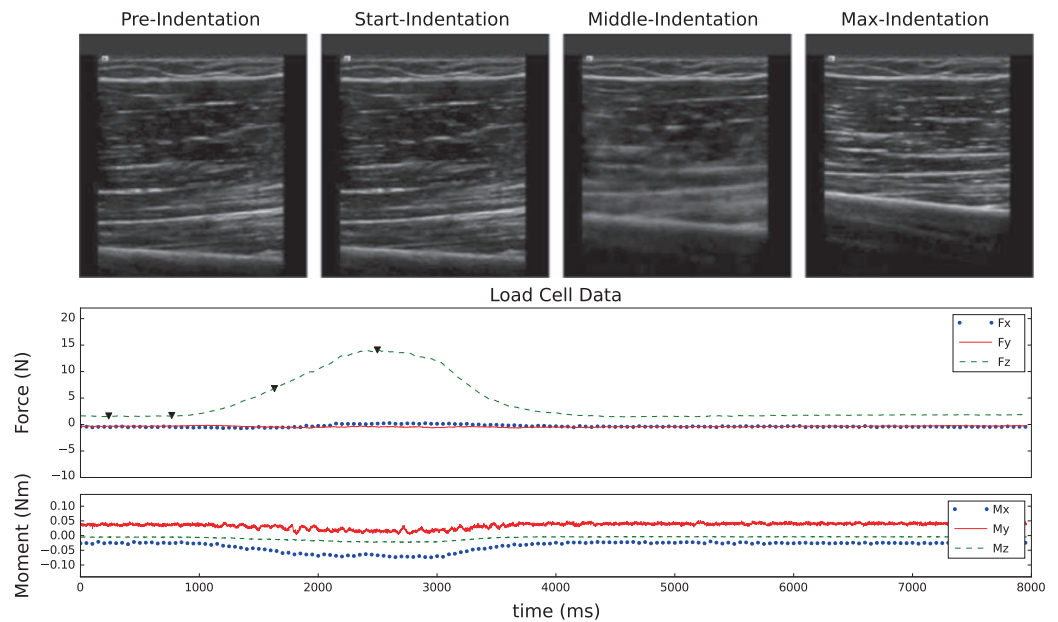 Pre-Indentation Start-Indentation Middle-Indentation Max-Indentation
Load Cell Data
Force (N)
20
15
10
5
0
−5
−10
Fx
Fy
Fz
Moment (Nm)
0.10
0.05
0.00
−0.05
−0.10
Mx
My
Mz
0 1000 2000 3000 4000 5000 6000 7000 8000
time (ms)